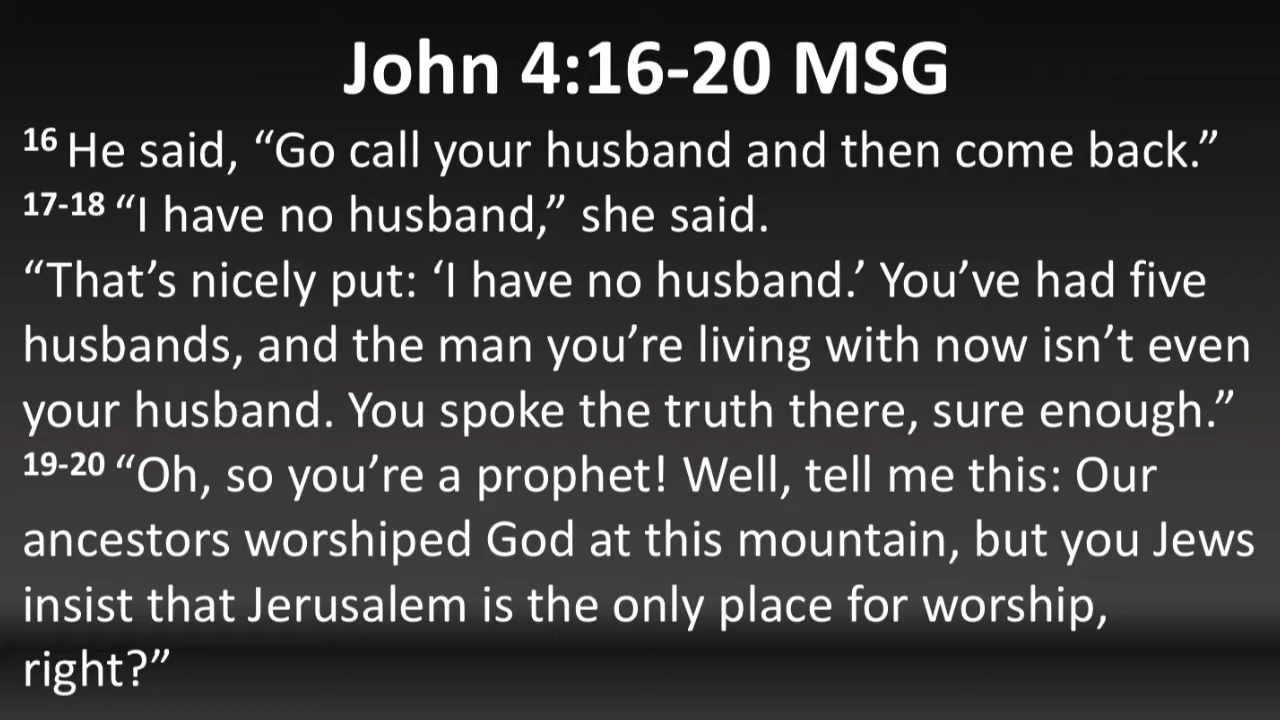 John 4:16-20 MSG
16 He said, “Go call your husband and then come back.”
17-18 “I have no husband,” she said.
“That’s nicely put: ‘I have no husband.’ You’ve had five
husbands, and the man you’re living with now isn’t even
your husband. You spoke the truth there, sure enough.”
19-20 “Oh, so you’re a prophet! Well, tell me this: Our
ancestors worshiped God at this mountain, but you Jews
insist that Jerusalem is the only place for worship,
right?”